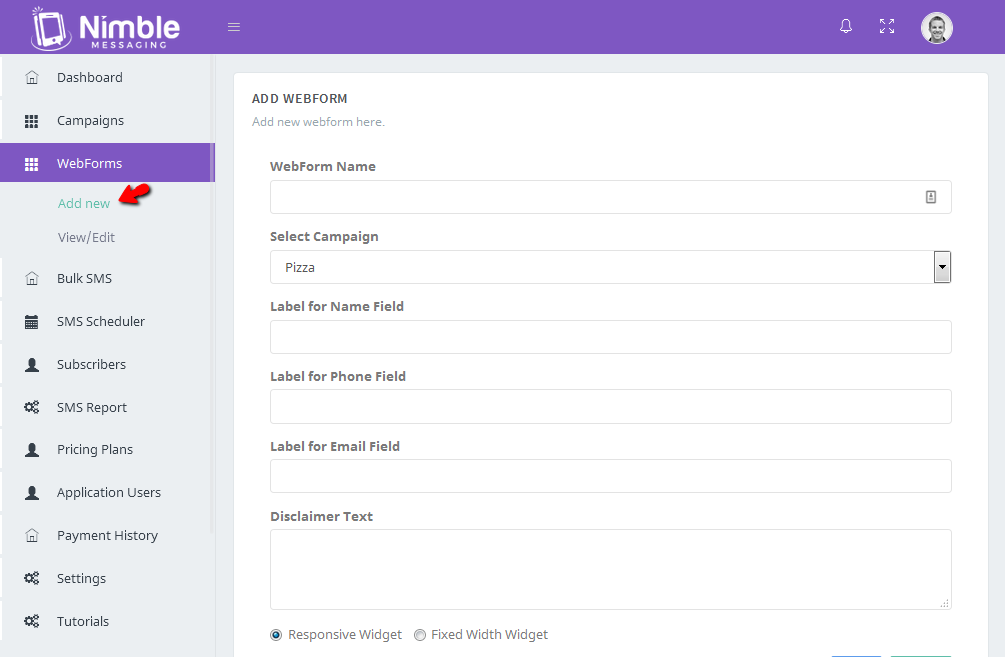 Nimble
MESSAGING
Dashboard
Campaigns
WebForms
Add new
View/Edit
Bulk SMS
SMS Scheduler
Subscribers
SMS Report
Pricing Plans
Application Users
Payment History
Settings
Tutorials
ADD WEBFORM
Add new webform here.
WebForm Name
Select Campaign
Pizza
Label for Name Field
Label for Phone Field
Label for Email Field
Disclaimer Text
Responsive Widget Fixed Width Widget